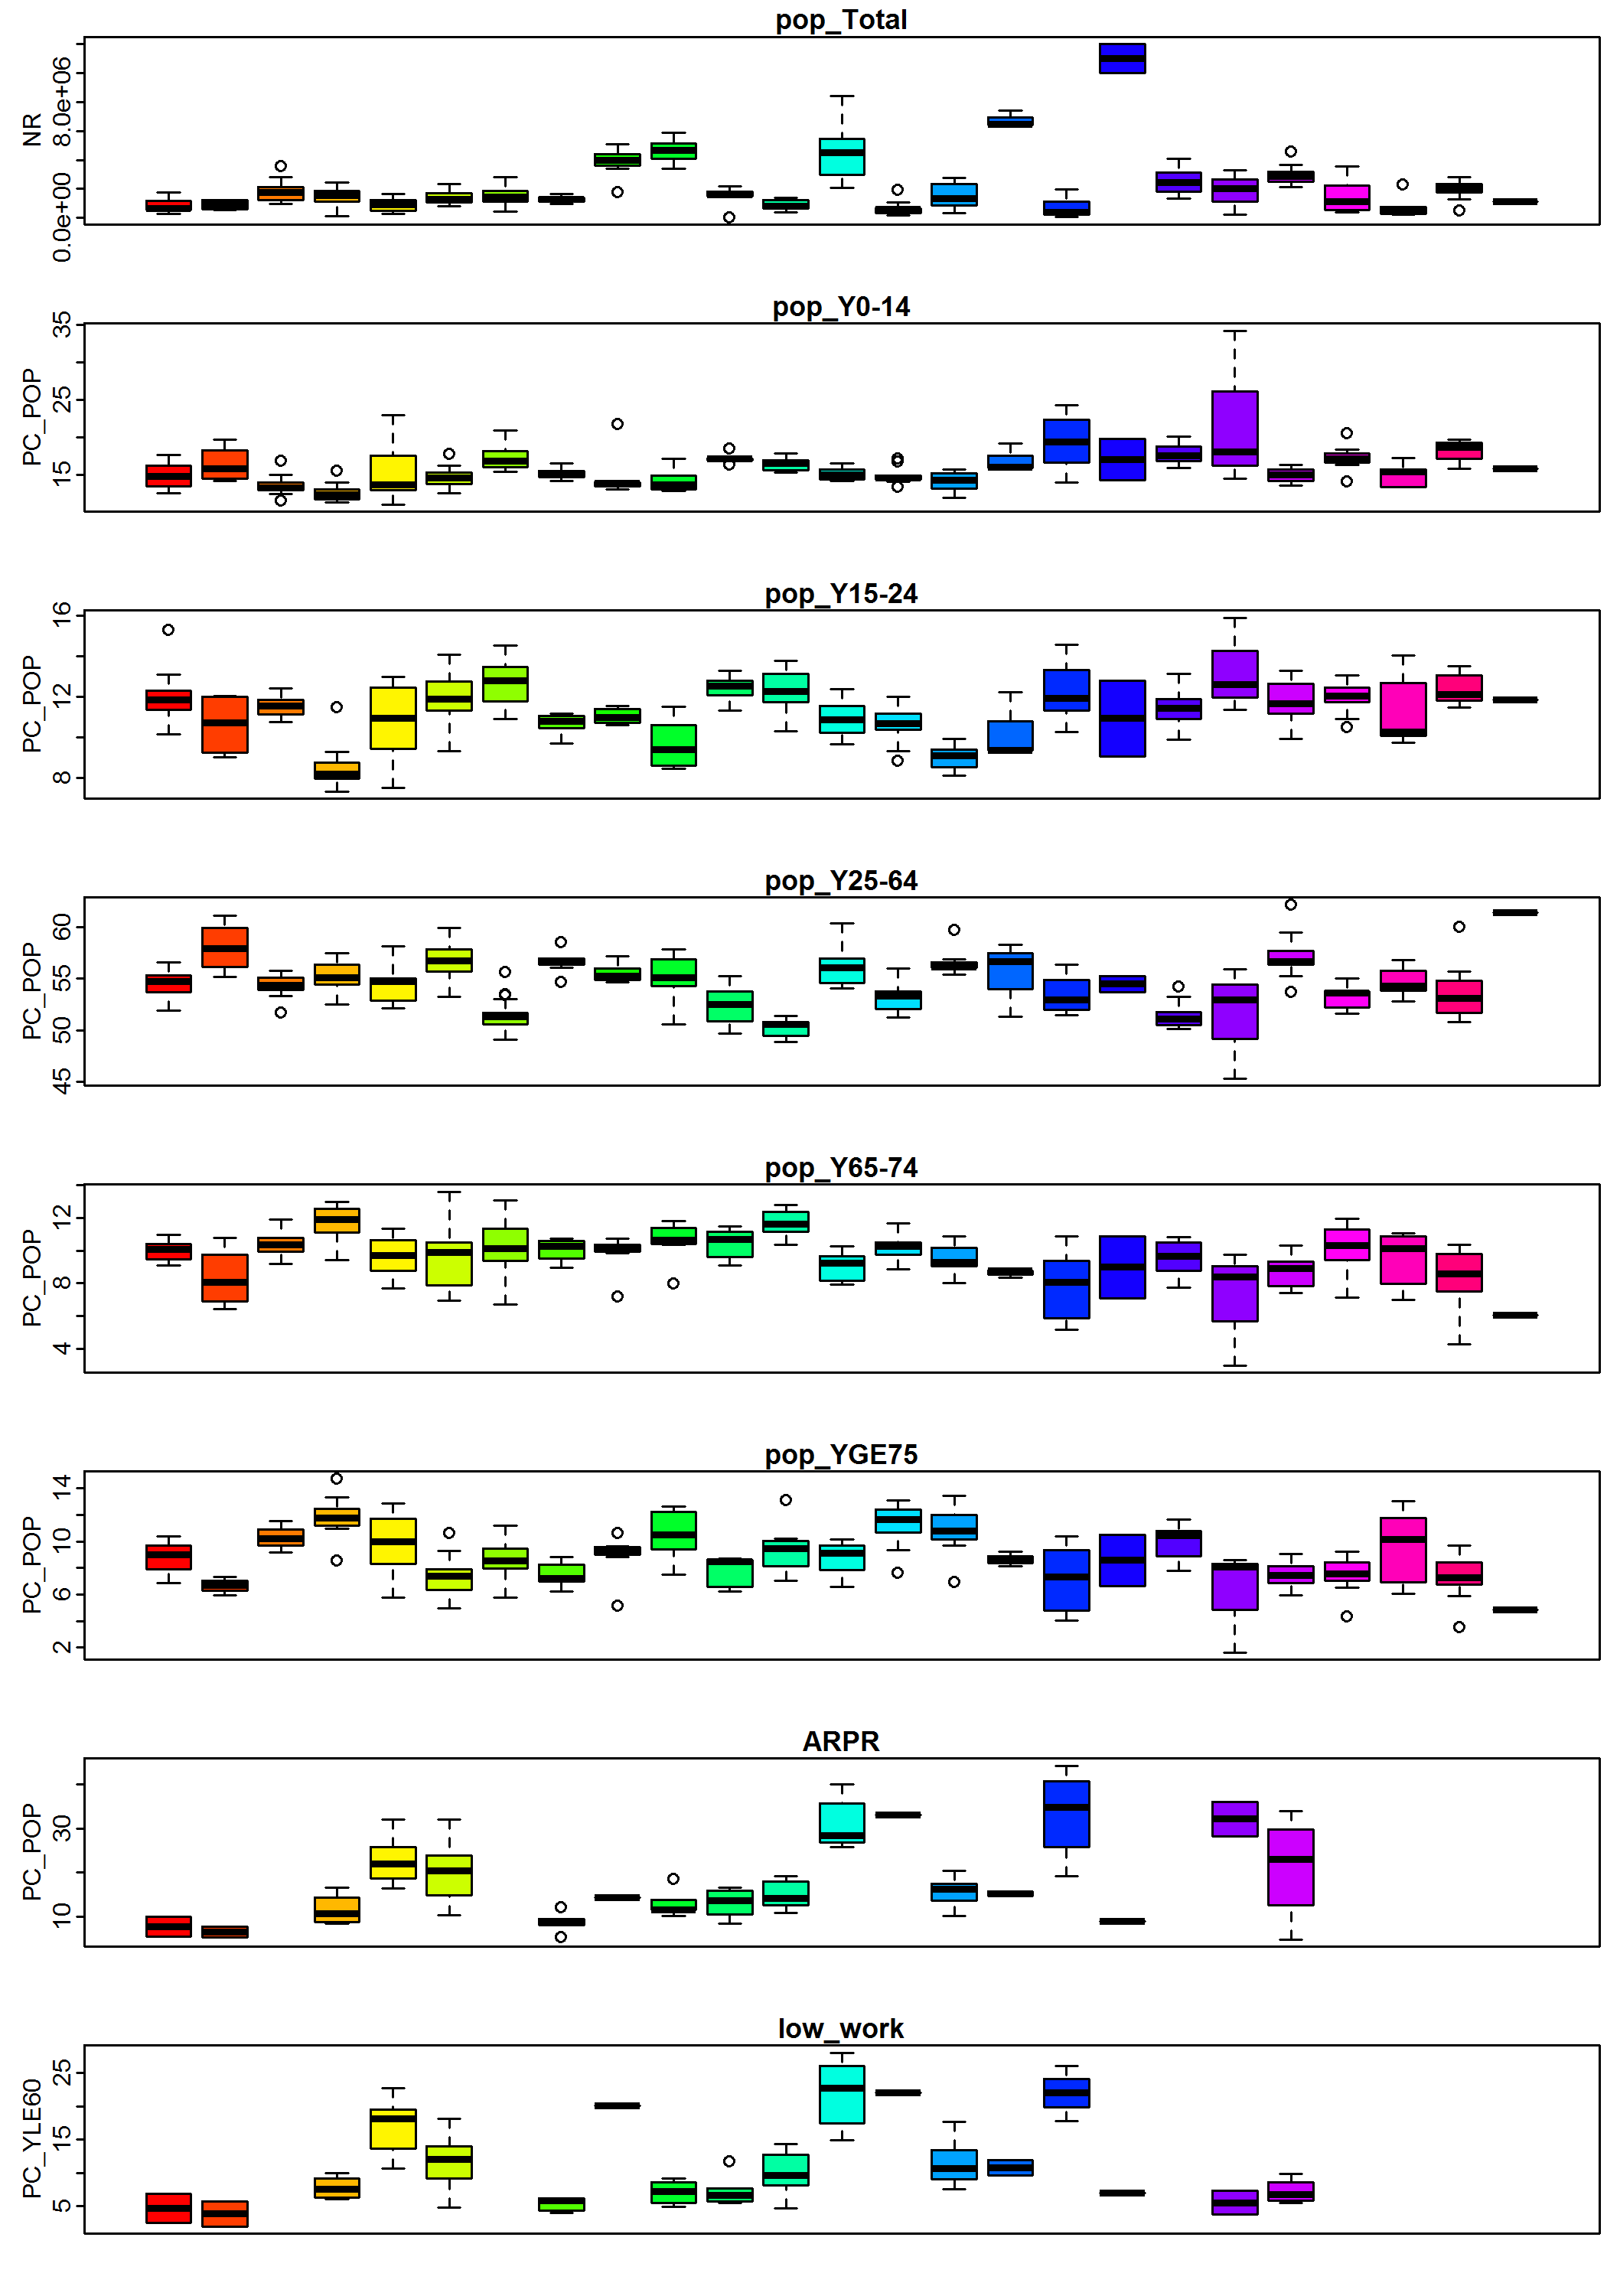 pop_Total
NR
0.0e+00 8.0e+06
pop_Y0-14
PC_POP
15 25 35
pop_Y15-24
PC_POP
8 12 16
pop_Y25-64
PC_POP
45 50 55 60
pop_Y65-74
PC_POP
4 8 12
pop_YGE75
PC_POP
2 6 10 14
ARPR
PC_POP
10 30
low_work
PC_YLE60
5 15 25